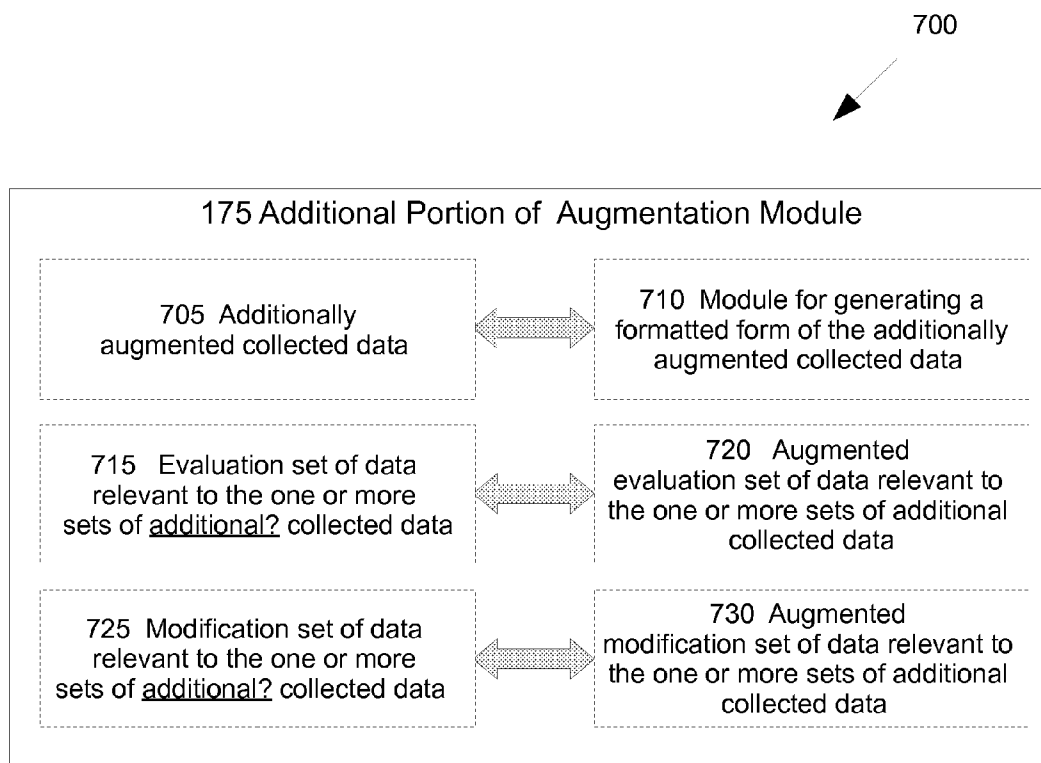 700
175 Additional Portion of Augmentation Module
705 Additionally
augmented collected data
710 Module for generating a
formatted form of the additionally
augmented collected data
715 Evaluation set of data
relevant to the one or more
sets of additional? collected data
720 Augmented
evaluation set of data relevant to
the one or more sets of additional
collected data
725 Modification set of data
relevant to the one or more
sets of additional? collected data
730 Augmented
modification set of data relevant to
the one or more sets of additional
collected data